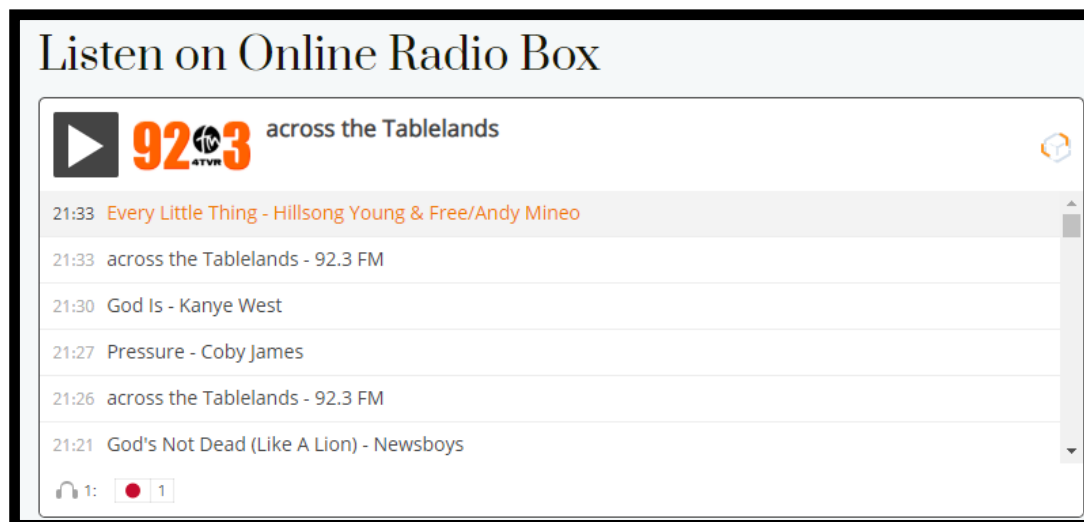 Listen on Online Radio Box
92.3 across the Tablelands
fm
4TVR
21:33 Every Little Thing - Hillsong Young & Free/Andy Mineo
21:33 across the Tablelands - 92.3 FM
21:30 God Is - Kanye West
21:27 Pressure - Coby James
21:26 across the Tablelands - 92.3 FM
21:21 God's Not Dead (Like A Lion) - Newsboys
1: 1